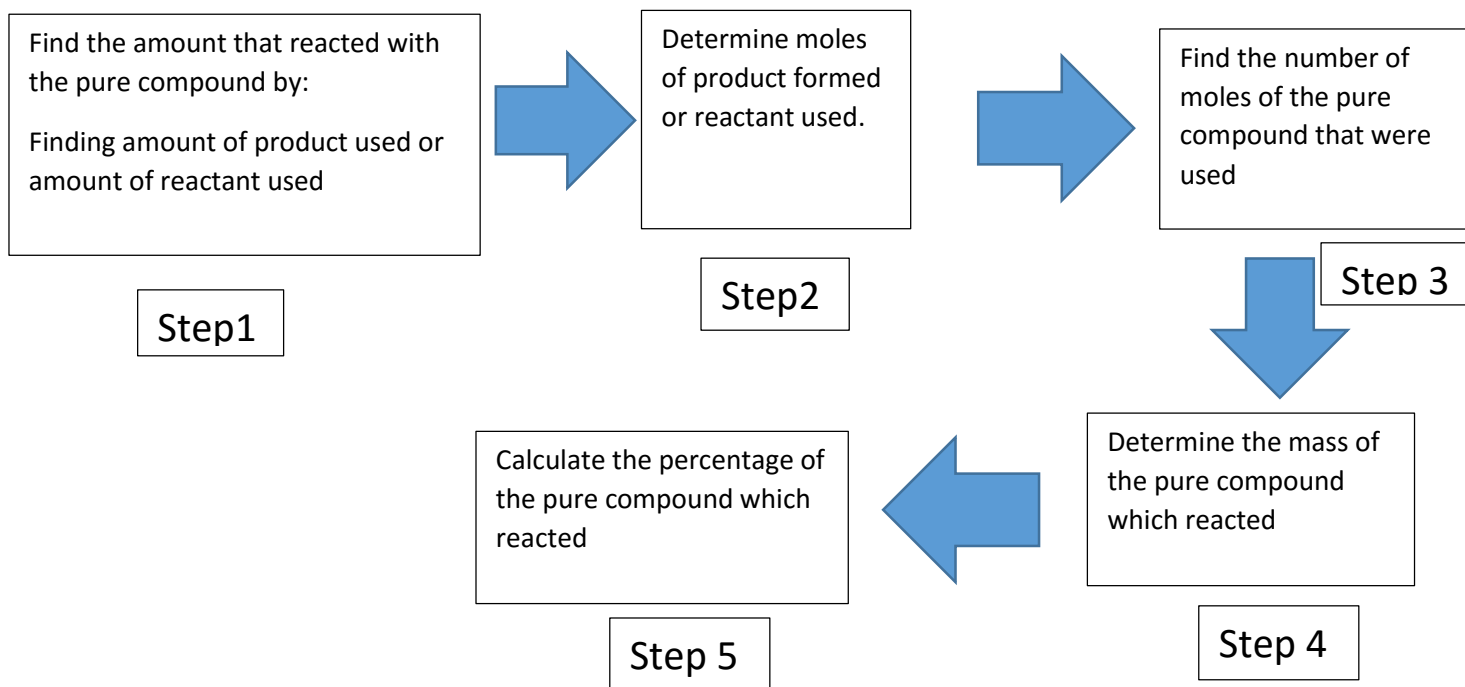 Find the amount that reacted with
the pure compound by:
Finding amount of product used or
amount of reactant used
Step1
Determine moles
of product formed
or reactant used.
Step2
Find the number of
moles of the pure
compound that were
used
Step 3
Determine the mass of
the pure compound
which reacted
Step 4
Calculate the percentage of
the pure compound which
reacted
Step 5